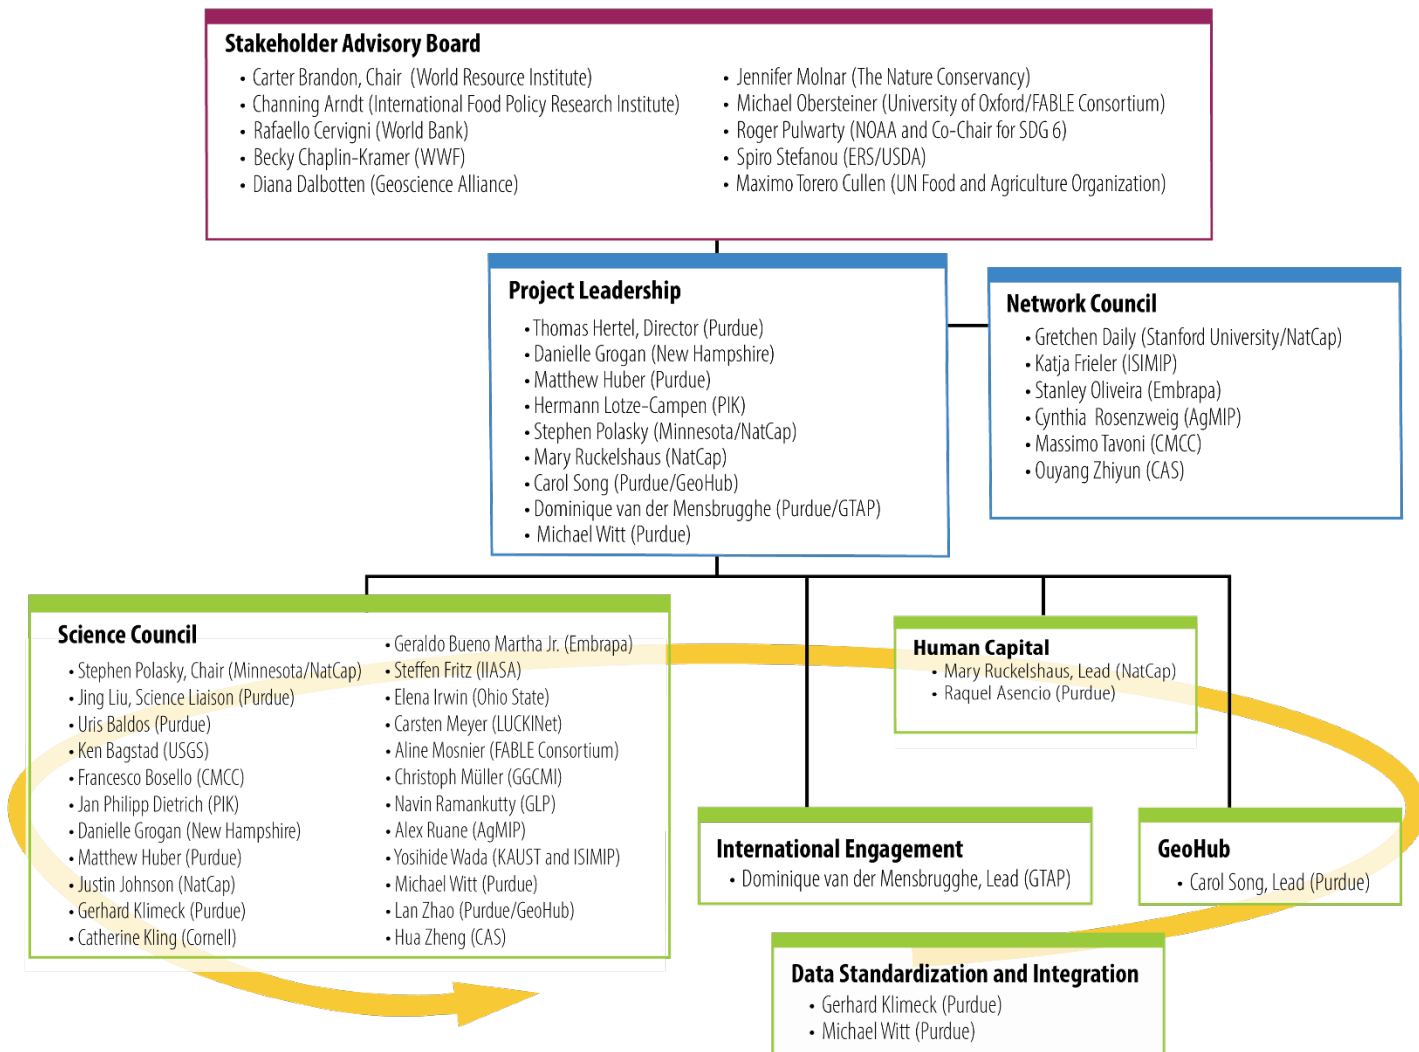 Stakeholder Advisory Board
• Carter Brandon, Chair (World Resource Institute)
• Channing Arndt (International Food Policy Research Institute)
• Rafaello Cervigni (World Bank)
• Becky Chaplin-Kramer (WWF)
• Diana Dalbotten (Geoscience Alliance)
• Jennifer Molnar (The Nature Conservancy)
• Michael Obersteiner (University of Oxford/FABLE Consortium)
• Roger Pulwarty (NOAA and Co-Chair for SDG 6)
• Spiro Stefanou (ERS/USDA)
• Maximo Torero Cullen (UN Food and Agriculture Organization)
Project Leadership
• Thomas Hertel, Director (Purdue)
• Danielle Grogan (New Hampshire)
• Matthew Huber (Purdue)
• Hermann Lotze-Campen (PIK)
• Stephen Polasky (Minnesota/NatCap)
• Mary Ruckelshaus (NatCap)
• Carol Song (Purdue/GeoHub)
• Dominique van der Mensbrugghe (Purdue/GTAP)
• Michael Witt (Purdue)
Network Council
• Gretchen Daily (Stanford University/NatCap)
• Katja Frieler (ISIMIP)
• Stanley Oliveira (Embrapa)
• Cynthia Rosenzweig (AgMIP)
• Massimo Tavoni (CMCC)
• Ouyang Zhiyun (CAS)
Science Council
• Stephen Polasky, Chair (Minnesota/NatCap)
• Jing Liu, Science Liaison (Purdue)
• Uris Baldos (Purdue)
• Ken Bagstad (USGS)
• Francesco Bosello (CMCC)
• Jan Philipp Dietrich (PIK)
• Danielle Grogan (New Hampshire)
• Matthew Huber (Purdue)
• Justin Johnson (NatCap)
• Gerhard Klimeck (Purdue)
• Catherine Kling (Cornell)
• Geraldo Bueno Martha Jr. (Embrapa)
• Steffen Fritz (IIASA)
• Elena Irwin (Ohio State)
• Carsten Meyer (LUCKINet)
• Aline Mosnier (FABLE Consortium)
• Christoph Müller (GGCMI)
• Navin Ramankutty (GLP)
• Alex Ruane (AgMIP)
• Yosihide Wada (KAUST and ISIMIP)
• Michael Witt (Purdue)
• Lan Zhao (Purdue/GeoHub)
• Hua Zheng (CAS)
Human Capital
• Mary Ruckelshaus, Lead (NatCap)
• Raquel Asencio (Purdue)
International Engagement
• Dominique van der Mensbrugghe, Lead (GTAP)
GeoHub
• Carol Song, Lead (Purdue)
Data Standardization and Integration
• Gerhard Klimeck (Purdue)
• Michael Witt (Purdue)